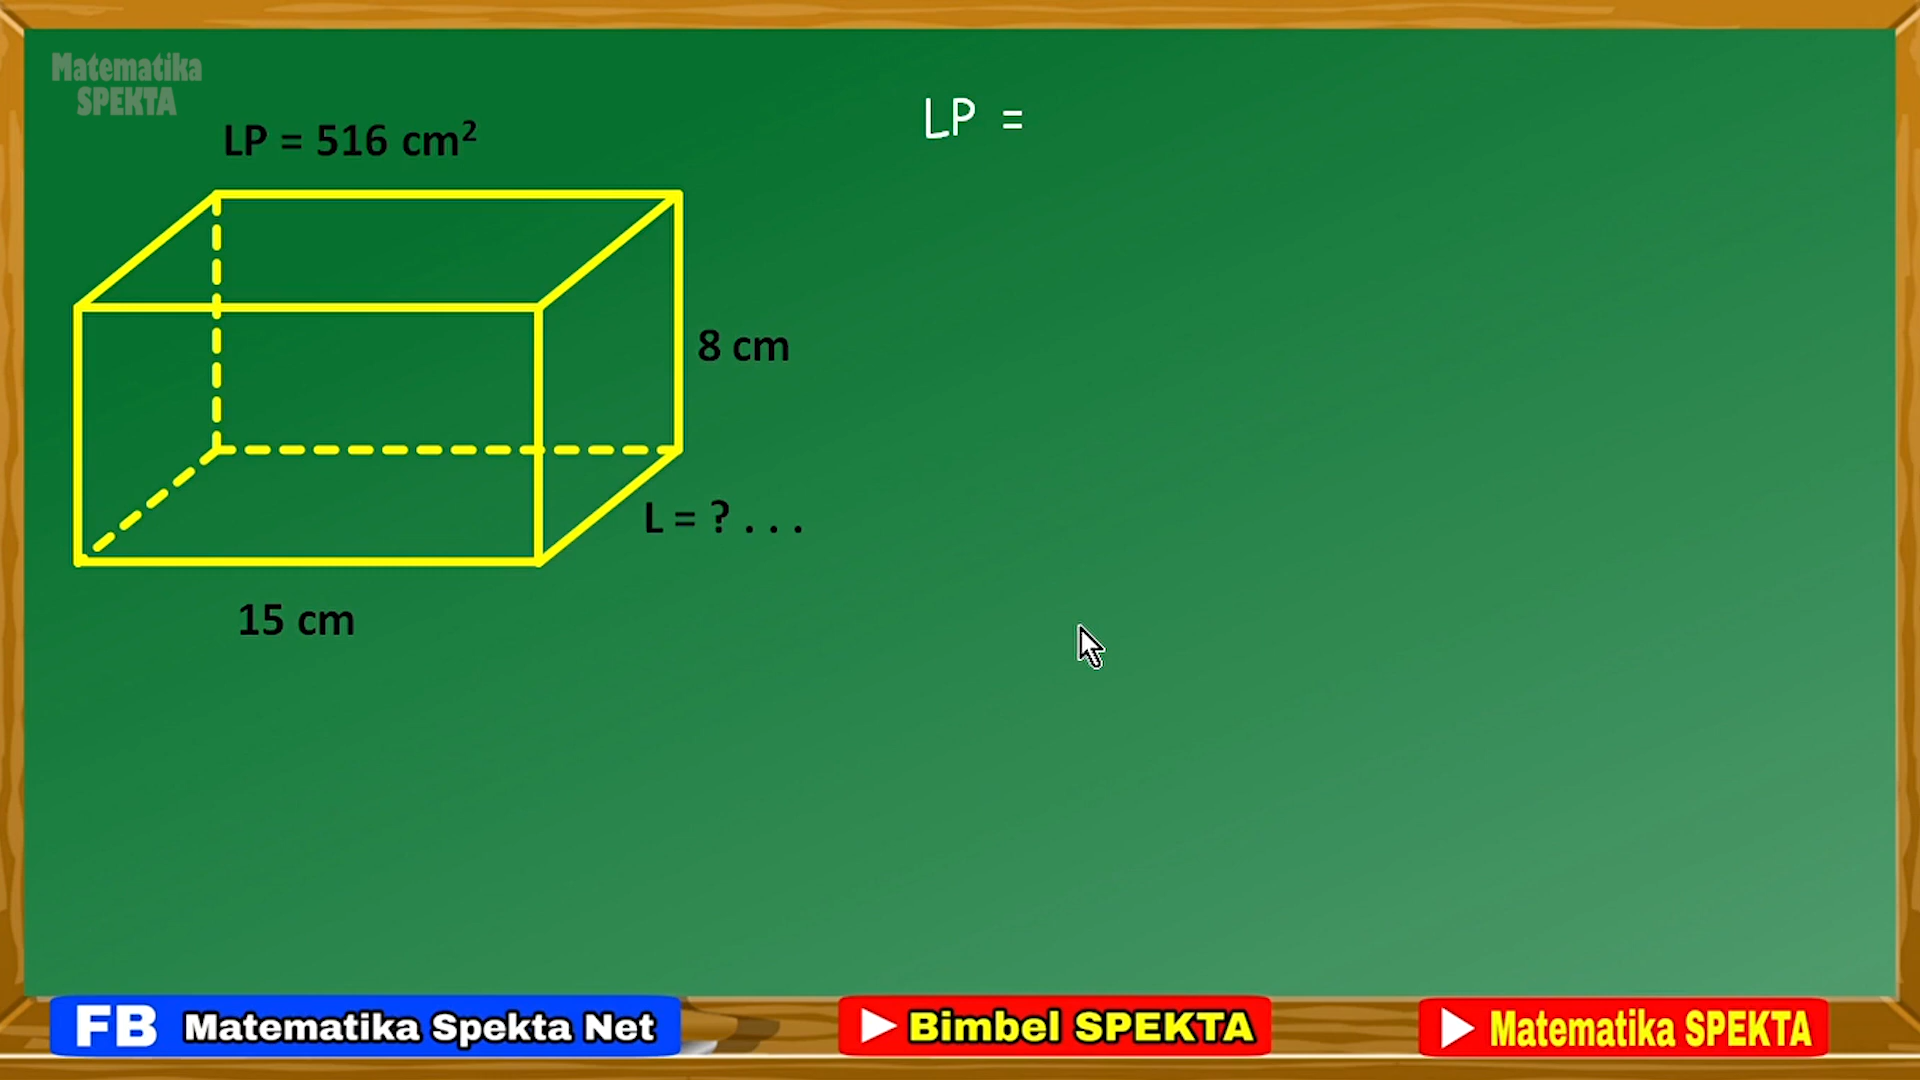 Matematika
SPEKTA
LP = 516 cm²
LP =
8 cm
L = ? . . .
15 cm
FB Matematika Spekta Net
Bimbel SPEKTA
Matematika SPEKTA